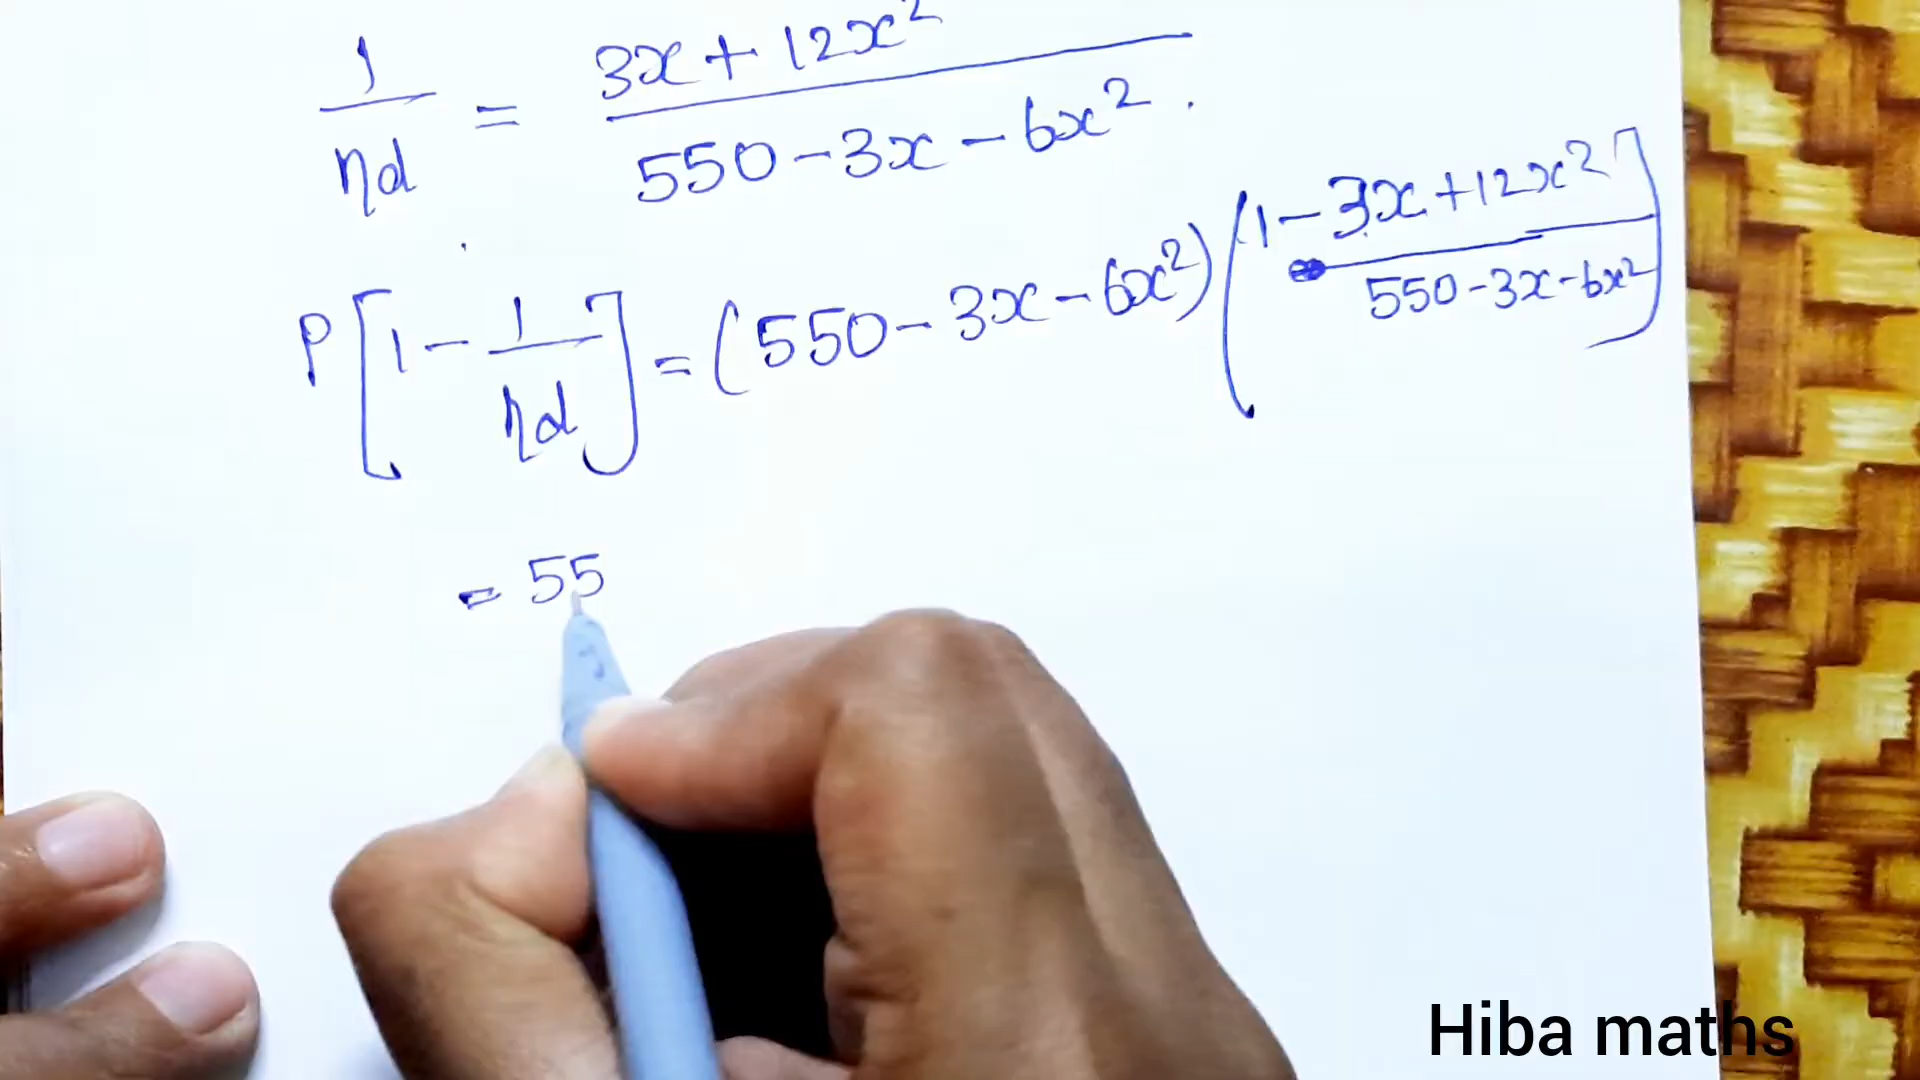 1/ηd = 3x + 12x² / 550 - 3x - 6x² .
P[1 - 1/ηd] = (550 - 3x - 6x²) (1 - 3x + 12x² / 550 - 3x - 6x²]
= 55
Hiba maths